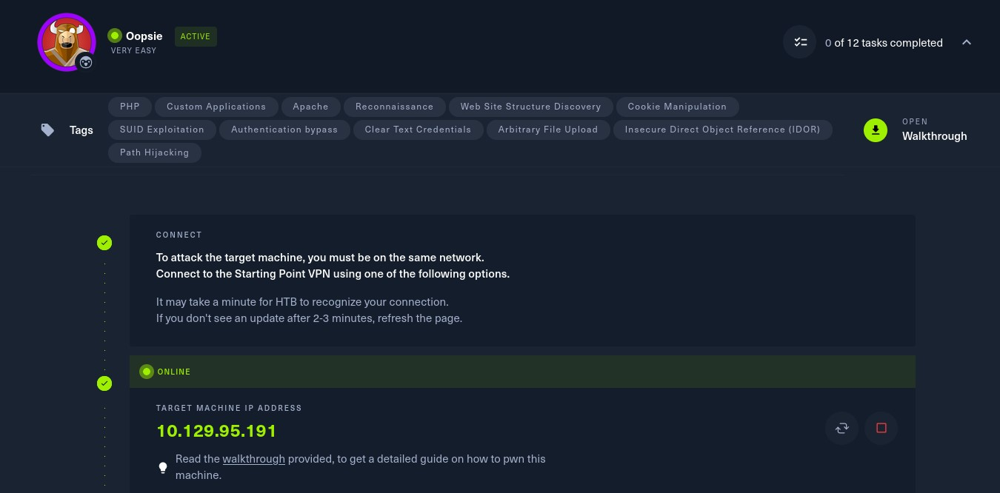 Oopsie
ACTIVE
VERY EASY
0 of 12 tasks completed
Tags
PHP
Custom Applications
Apache
Reconnaissance
Web Site Structure Discovery
Cookie Manipulation
SUID Exploitation
Authentication bypass
Clear Text Credentials
Arbitrary File Upload
Insecure Direct Object Reference (IDOR)
Path Hijacking
OPEN
Walkthrough
CONNECT
To attack the target machine, you must be on the same network.
Connect to the Starting Point VPN using one of the following options.
It may take a minute for HTB to recognize your connection.
If you don't see an update after 2-3 minutes, refresh the page.
ONLINE
TARGET MACHINE IP ADDRESS
10.129.95.191
Read the walkthrough provided, to get a detailed guide on how to pwn this
machine.